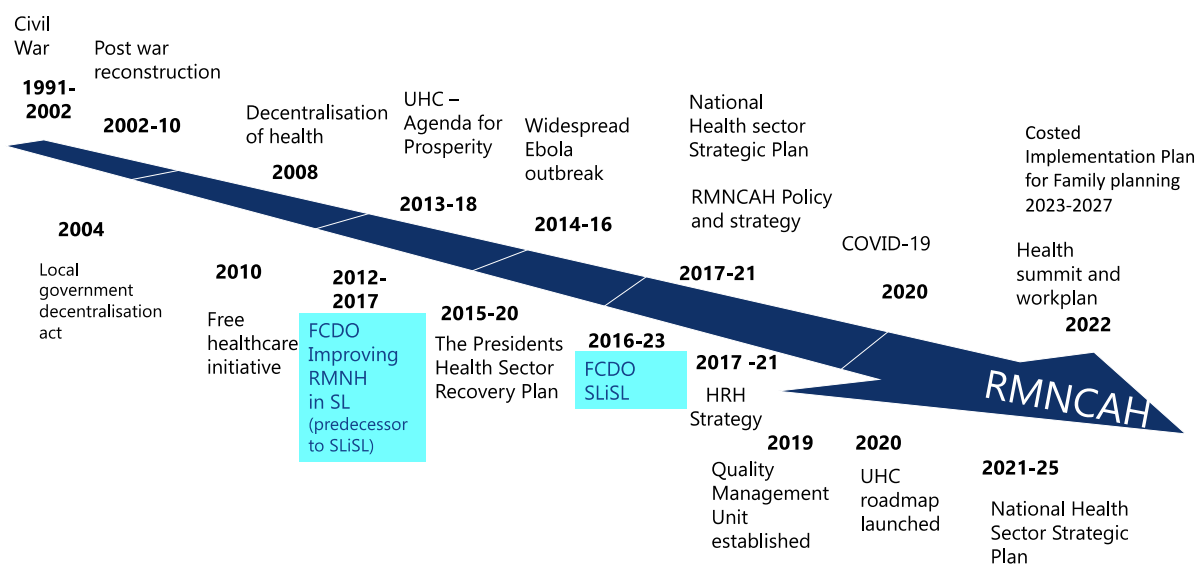 Civil
War
1991-
2002
Post war
reconstruction
2002-10
Decentralisation
of health
2008
UHC –
Agenda for
Prosperity
2013-18
Widespread
Ebola
outbreak
2014-16
National
Health sector
Strategic Plan
RMNCAH Policy
and strategy
2017-21
COVID-19
2020
Costed
Implementation Plan
for Family planning
2023-2027
Health
summit and
workplan
2022
2004
Local
government
decentralisation
act
2010
Free
healthcare
initiative
2012-
2017
FCDO
Improving
RMNH
in SL
(predecessor
to SLiSL)
2015-20
The Presidents
Health Sector
Recovery Plan
2016-23
FCDO
SLiSL
2017 -21
HRH
Strategy
2019
Quality
Management
Unit
established
2020
UHC
roadmap
launched
2021-25
National Health
Sector Strategic
Plan
RMNCAH